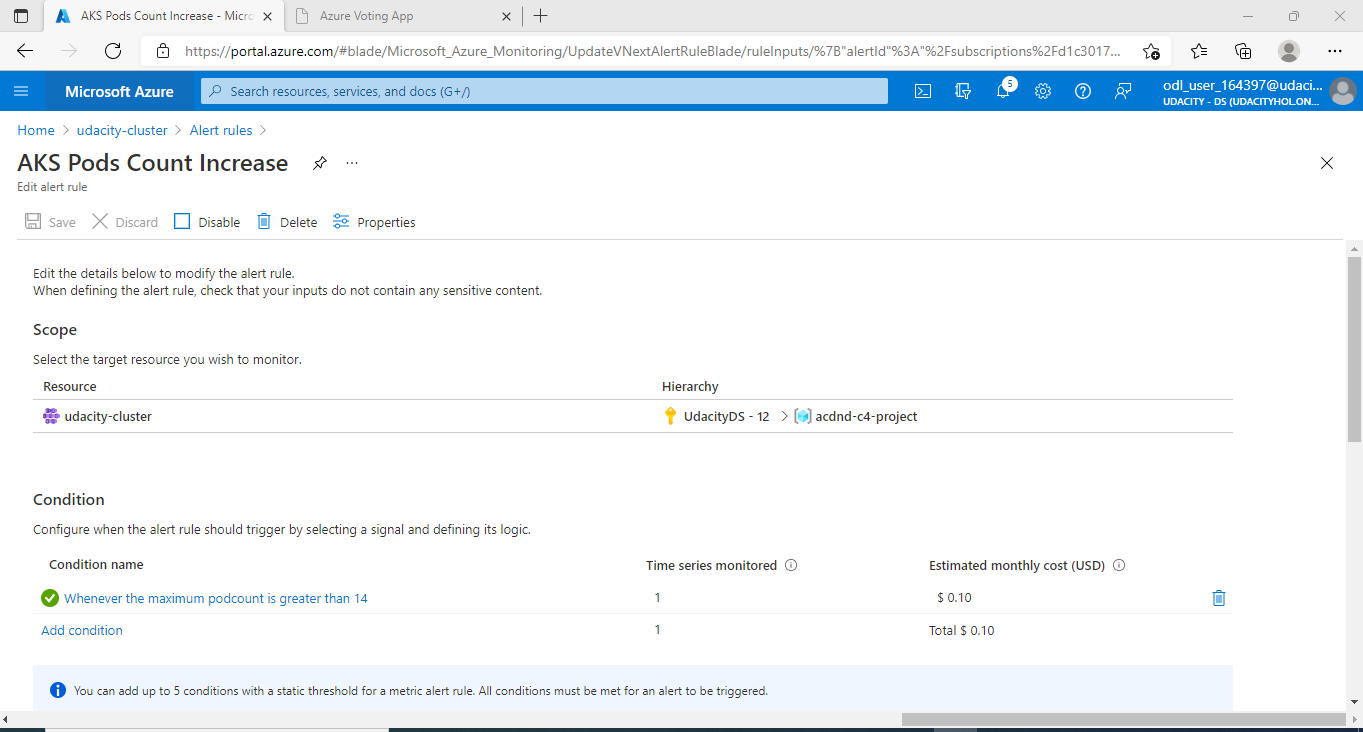 AKS Pods Count Increase - Micro
Azure Voting App
https://portal.azure.com/#blade/Microsoft_Azure_Monitoring/UpdateVNextAlertRuleBlade/ruleInputs/%7B"alertId"%3A"%2Fsubscriptions%2Fd1c3017...
Microsoft Azure
Search resources, services, and docs (G+/)
5
odl_user_164397@udaci...
UDACITY - DS (UDACITYHOL.ON...
Home > udacity-cluster > Alert rules >
AKS Pods Count Increase
Edit alert rule
Save Discard Disable Delete Properties
Edit the details below to modify the alert rule.
When defining the alert rule, check that your inputs do not contain any sensitive content.
Scope
Select the target resource you wish to monitor.
Resource Hierarchy
udacity-cluster UdacityDS - 12 > acdnd-c4-project
Condition
Configure when the alert rule should trigger by selecting a signal and defining its logic.
Condition name Time series monitored Estimated monthly cost (USD)
Whenever the maximum podcount is greater than 14 1 $ 0.10
Add condition 1 Total $ 0.10
You can add up to 5 conditions with a static threshold for a metric alert rule. All conditions must be met for an alert to be triggered.